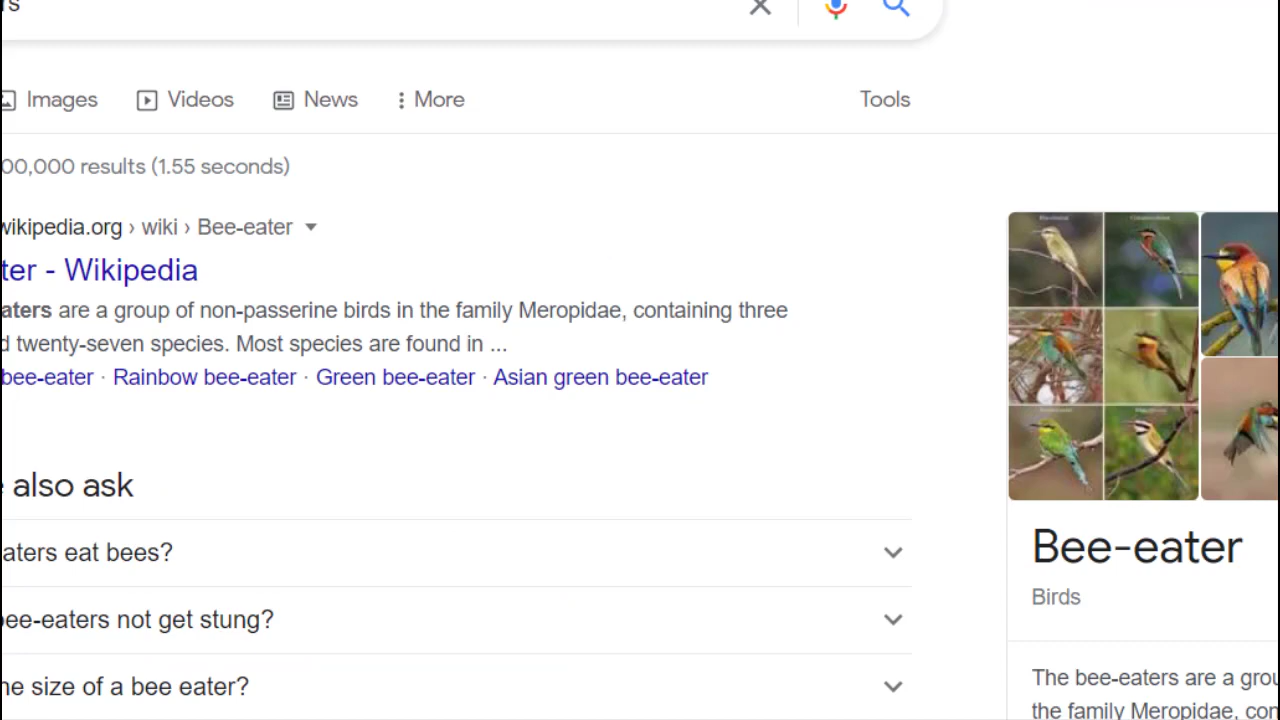 rs
Images
Videos
News
More
Tools
00,000 results (1.55 seconds)
wikipedia.org › wiki › Bee-eater
ter - Wikipedia
aters are a group of non-passerine birds in the family Meropidae, containing three
d twenty-seven species. Most species are found in ...
bee-eater · Rainbow bee-eater · Green bee-eater · Asian green bee-eater
also ask
aters eat bees?
bee-eaters not get stung?
he size of a bee eater?
Bee-eater
Birds
The bee-eaters are a grou
the family Meropidae, con